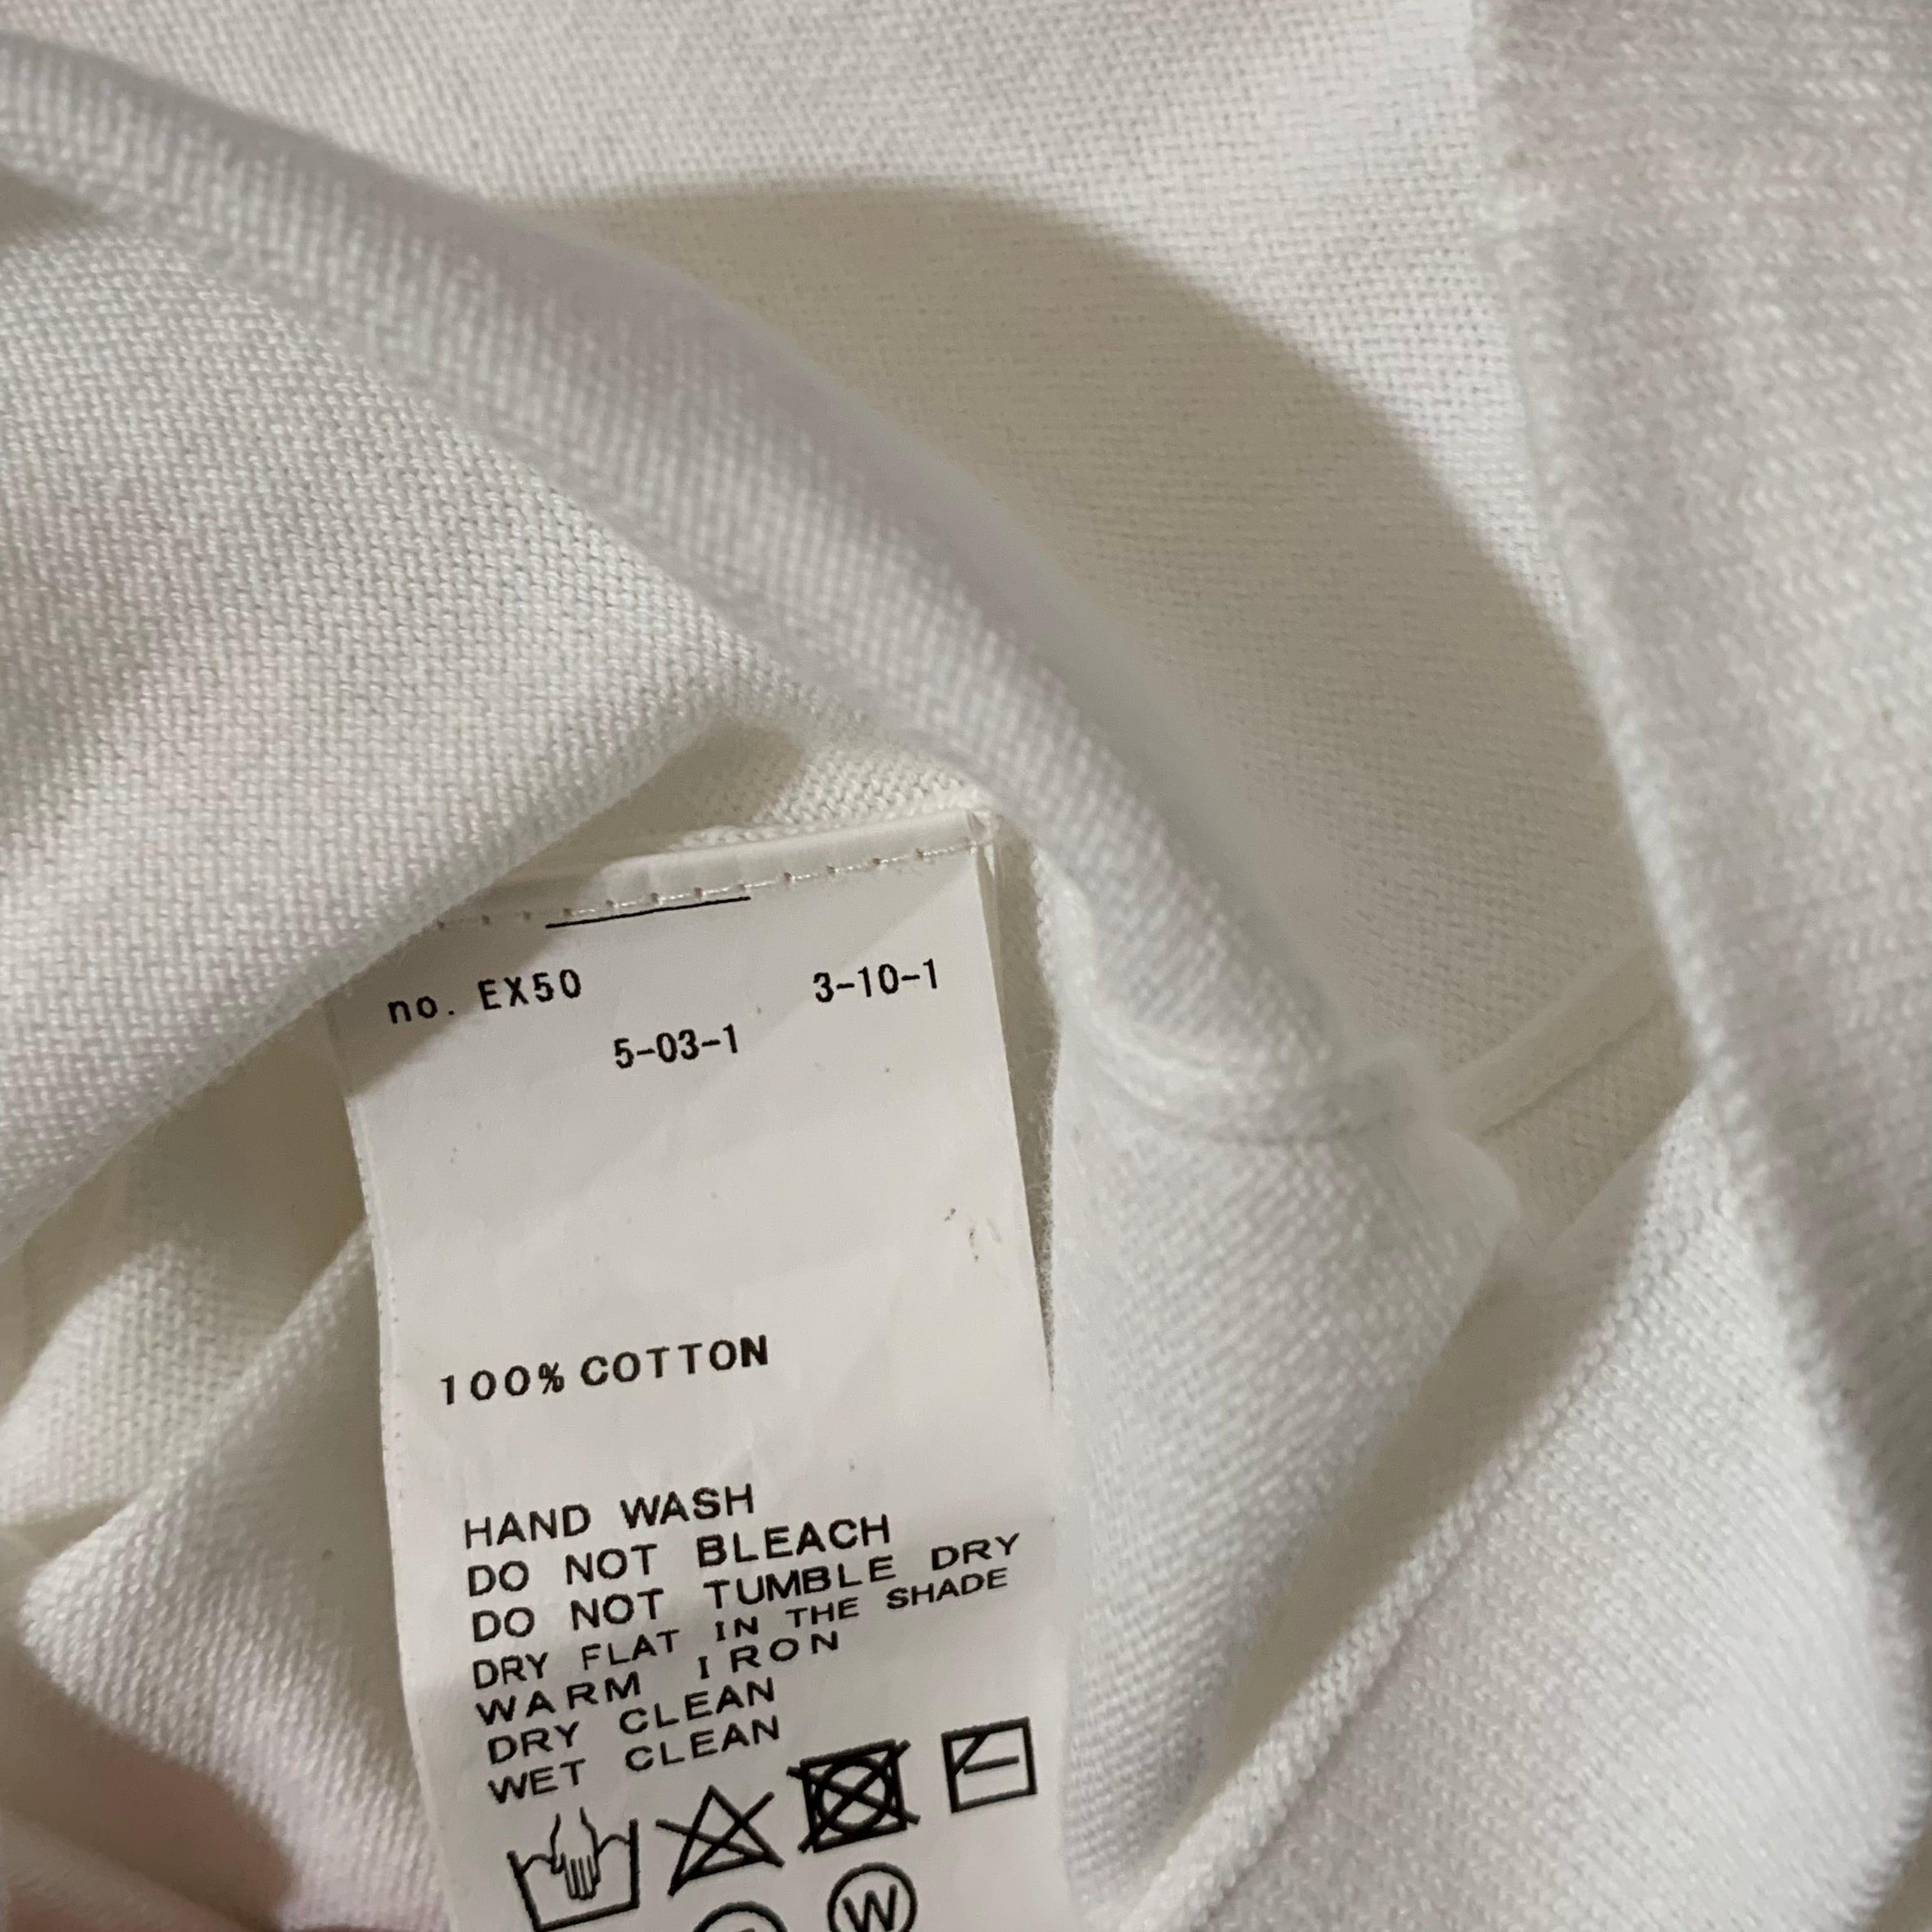 no. EX50 3-10-1
5-03-1
100% COTTON
HAND WASH
DO NOT BLEACH
DO NOT TUMBLE DRY
DRY FLAT IN THE SHADE
WARM IRON
DRY CLEAN
WET CLEAN
W